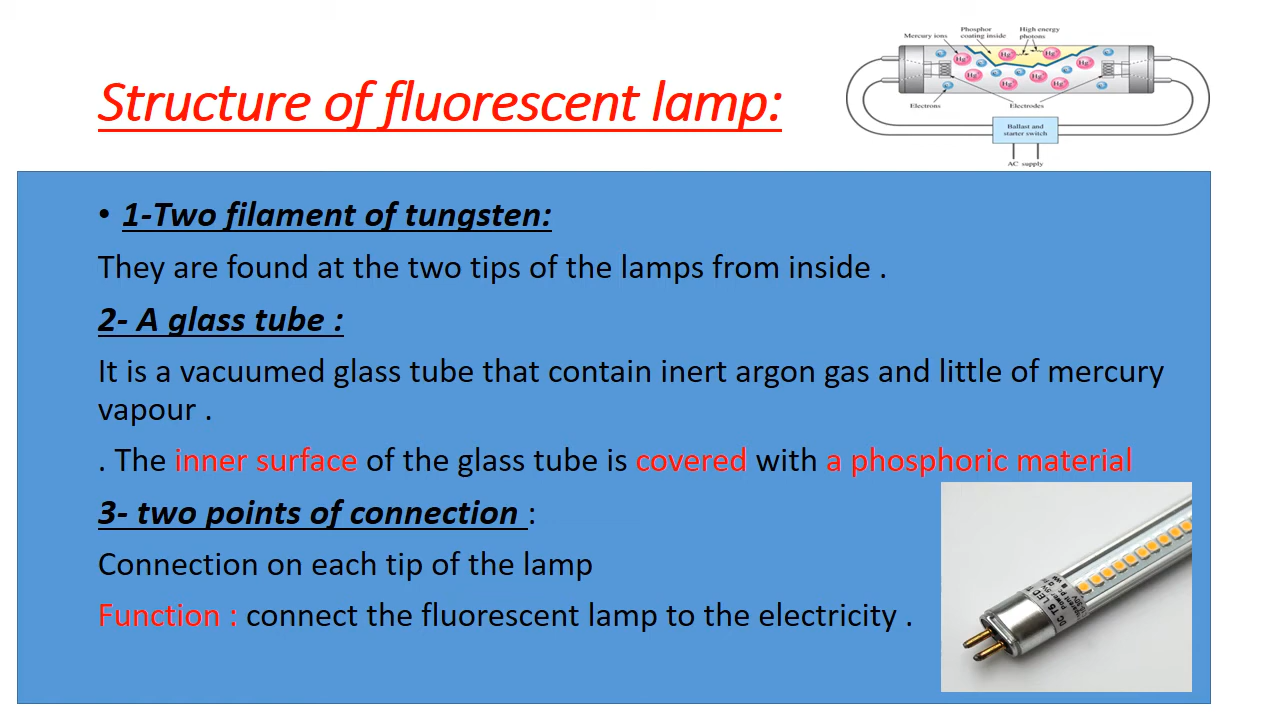 Structure of fluorescent lamp:
Mercury ions
Phosphor
coating inside
High energy
photons
Electrons
Electrodes
Ballast and
starter switch
AC supply
• 1-Two filament of tungsten:
They are found at the two tips of the lamps from inside .
2- A glass tube :
It is a vacuumed glass tube that contain inert argon gas and little of mercury
vapour .
. The inner surface of the glass tube is covered with a phosphoric material
3- two points of connection :
Connection on each tip of the lamp
Function : connect the fluorescent lamp to the electricity .
T5 LED